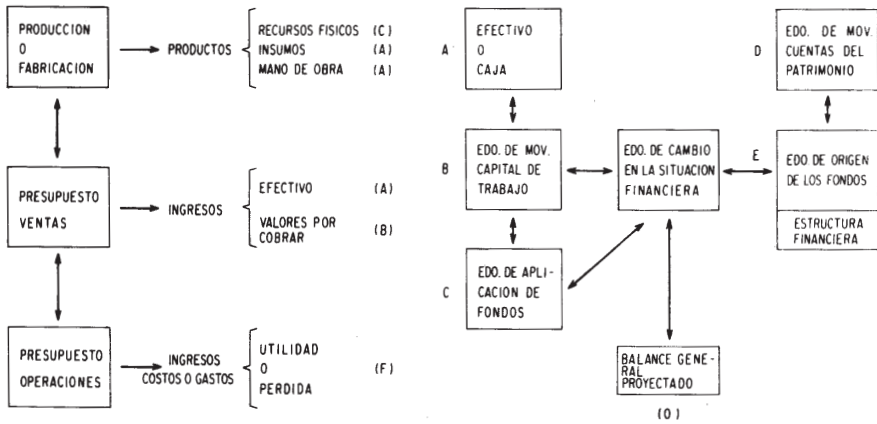 PRODUCCION
O
FABRICACION
PRODUCTOS
RECURSOS FISICOS (C)
INSUMOS (A)
MANO DE OBRA (A)
PRESUPUESTO
VENTAS
INGRESOS
EFECTIVO (A)
VALORES POR
COBRAR (B)
PRESUPUESTO
OPERACIONES
INGRESOS
COSTOS O GASTOS
UTILIDAD
O (F)
PERDIDA
A
EFECTIVO
O
CAJA
D
EDO. DE MOV.
CUENTAS DEL
PATRIMONIO
B
EDO. DE MOV.
CAPITAL DE
TRABAJO
EDO. DE CAMBIO
EN LA SITUACION
FINANCIERA
E
EDO. DE ORIGEN
DE LOS FONDOS
ESTRUCTURA
FINANCIERA
C
EDO. DE APLI-
CACION DE
FONDOS
BALANCE GENE-
RAL
PROYECTADO
(O)